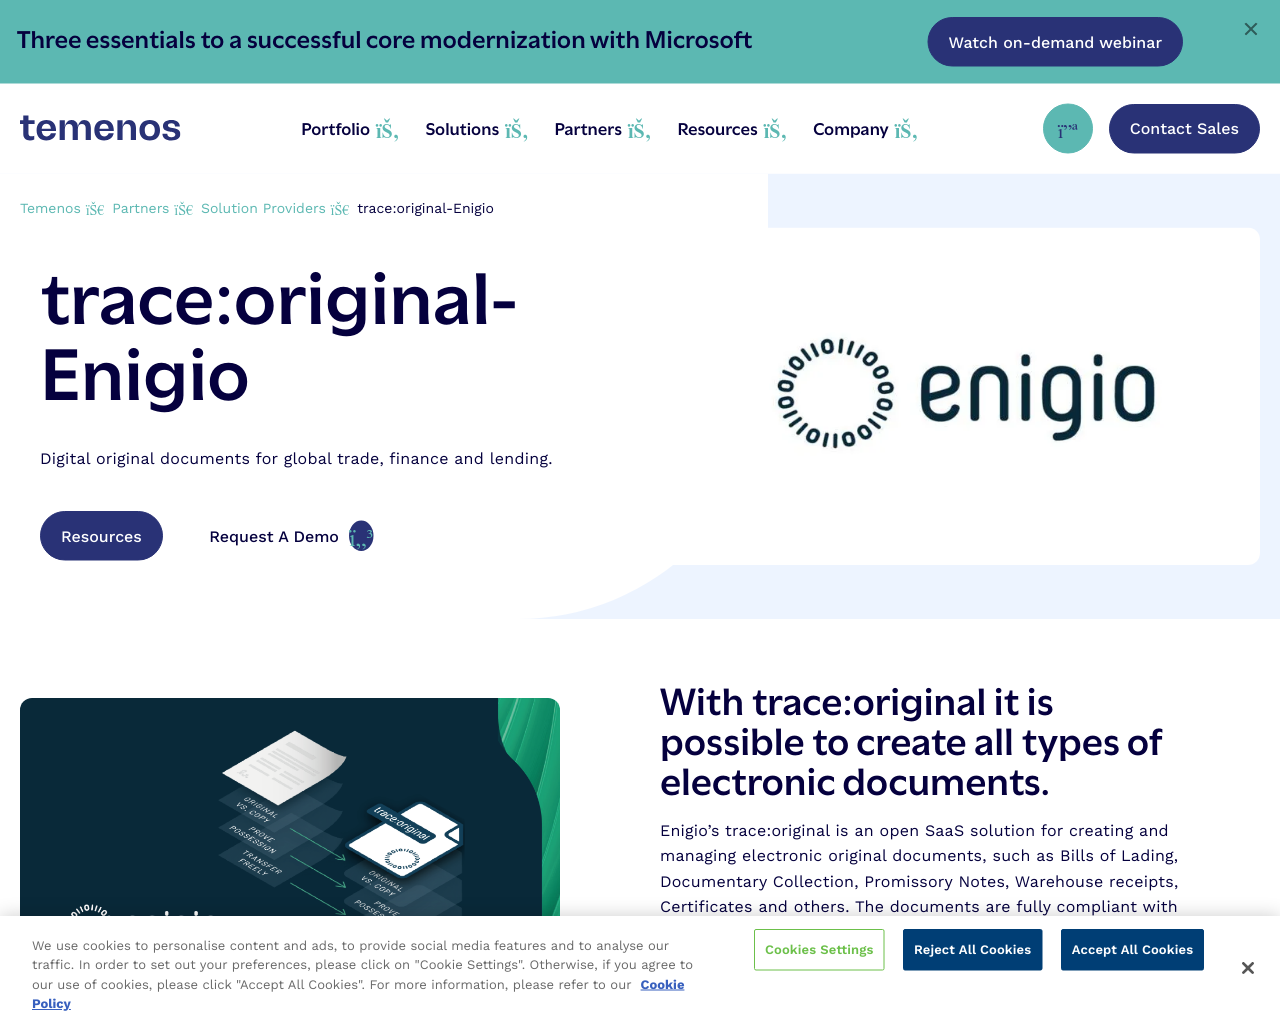 Three essentials to a successful core modernization with Microsoft
Watch on-demand webinar
temenos
Portfolio
Solutions
Partners
Resources
Company
Contact Sales
Temenos Partners Solution Providers trace:original-Enigio
trace:original-
Enigio
enigio
Digital original documents for global trade, finance and lending.
Resources
Request A Demo
ORIGINAL
VS. COPY
PROVE
POSSESSION
TRANSFER
FREELY
trace:original
ORIGINAL
VS. COPY
PROVE
With trace:original it is
possible to create all types of
electronic documents.
Enigio’s trace:original is an open SaaS solution for creating and
managing electronic original documents, such as Bills of Lading,
Documentary Collection, Promissory Notes, Warehouse receipts,
Certificates and others. The documents are fully compliant with
We use cookies to personalise content and ads, to provide social media features and to analyse our
traffic. In order to set out your preferences, please click on "Cookie Settings". Otherwise, if you agree to
our use of cookies, please click "Accept All Cookies". For more information, please refer to our Cookie
Policy
Cookies Settings
Reject All Cookies
Accept All Cookies